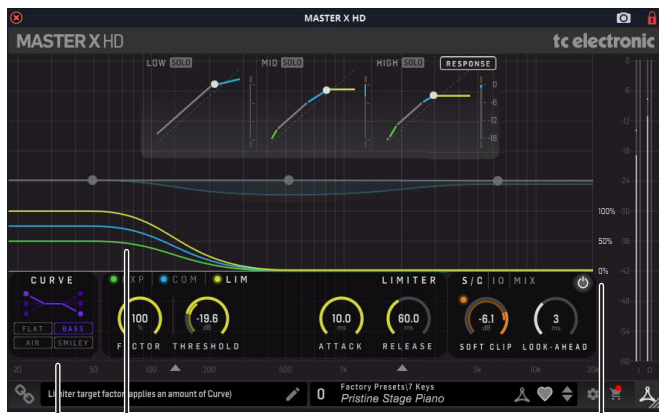 MASTER X HD
MASTER X HD
tc electronic
LOW SOLO MID SOLO HIGH SOLO RESPONSE
0
-6
-12
-18
0
-6
-12
-18
-24
-30
-36
-42
-48
-54
-60
100%
50%
0%
CURVE
FLAT BASS
AIR SMILEY
EXP COM LIM LIMITER
100
%
-19.6
dB
10.0
ms
60.0
ms
FACTOR THRESHOLD ATTACK RELEASE
S/C IO MIX
-6.1
dB
3
ms
SOFT CLIP LOOK-AHEAD
20 50 100 200 500 1k 5k 10k 20k
I O
Limiter target factor (applies an amount of Curve)
0
Factory Presets\7 Keys
Pristine Stage Piano